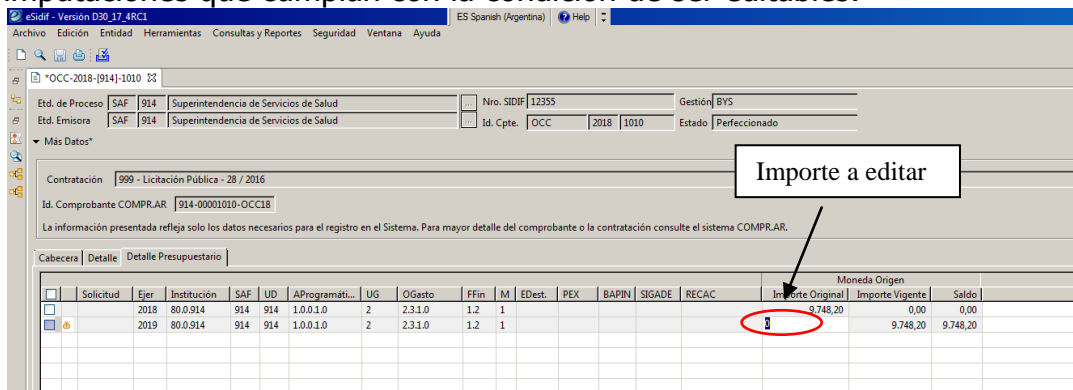 imputaciones que cumplan con la condición de ser editables.
eSidif - Versión D30_17_4RC1 ES Spanish (Argentina) Help
Archivo Edición Entidad Herramientas Consultas y Reportes Seguridad Ventana Ayuda
*OCC-2018-[914]-1010
Etd. de Proceso SAF 914 Superintendencia de Servicios de Salud ... Nro. SIDIF 12355 Gestión BYS
Etd. Emisora SAF 914 Superintendencia de Servicios de Salud ... Id. Cpte. OCC 2018 1010 Estado Perfeccionado
Más Datos*
Importe a editar
Contratación 999 - Licitación Pública - 28 / 2016
Id. Comprobante COMPR.AR 914-00001010-OCC18
La información presentada refleja solo los datos necesarios para el registro en el Sistema. Para mayor detalle del comprobante o la contratación consulte el sistema COMPR.AR.
Cabecera Detalle Detalle Presupuestario
Moneda Origen
Solicitud Ejer Institución SAF UD AProgramáti... UG OGasto FFin M EDest. PEX BAPIN SIGADE RECAC Importe Original Importe Vigente Saldo
2018 80.0.914 914 914 1.0.0.1.0 2 2.3.1.0 1.2 1 9.748,20 0,00 0,00
2019 80.0.914 914 914 1.0.0.1.0 2 2.3.1.0 1.2 1 0 9.748,20 9.748,20